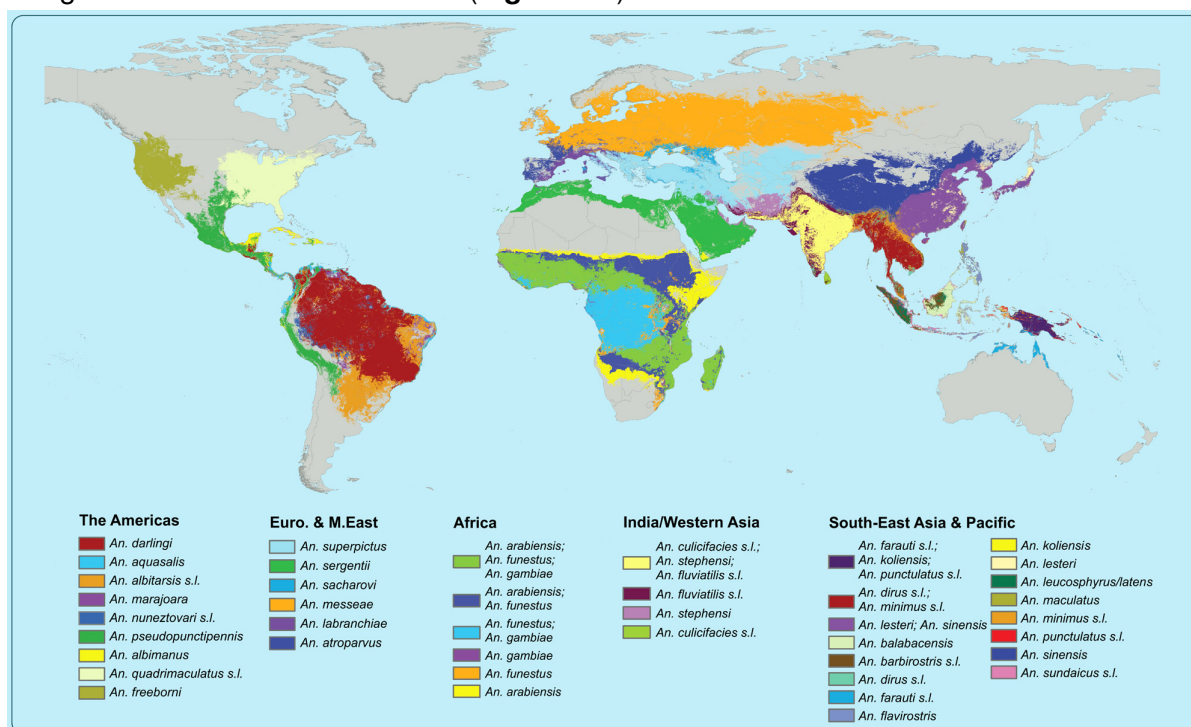 The Americas
An. darlingi
An. aquasalis
An. albitarsis s.l.
An. marajoara
An. nuneztovari s.l.
An. pseudopunctipennis
An. albimanus
An. quadrimaculatus s.l.
An. freeborni
Euro. & M.East
An. superpictus
An. sergentii
An. sacharovi
An. messeae
An. labranchiae
An. atroparvus
Africa
An. arabiensis;
An. funestus;
An. gambiae
An. arabiensis;
An. funestus
An. funestus;
An. gambiae
An. gambiae
An. funestus
An. arabiensis
India/Western Asia
An. culicifacies s.l.;
An. stephensi;
An. fluviatilis s.l.
An. fluviatilis s.l.
An. stephensi
An. culicifacies s.l.
South-East Asia & Pacific
An. farauti s.l.;
An. koliensis;
An. punctulatus s.l.
An. dirus s.l.;
An. minimus s.l.
An. lesteri; An. sinensis
An. balabacensis
An. barbirostris s.l.
An. dirus s.l.
An. farauti s.l.
An. flavirostris
An. koliensis
An. lesteri
An. leucosphyrus/latens
An. maculatus
An. minimus s.l.
An. punctulatus s.l.
An. sinensis
An. sundaicus s.l.